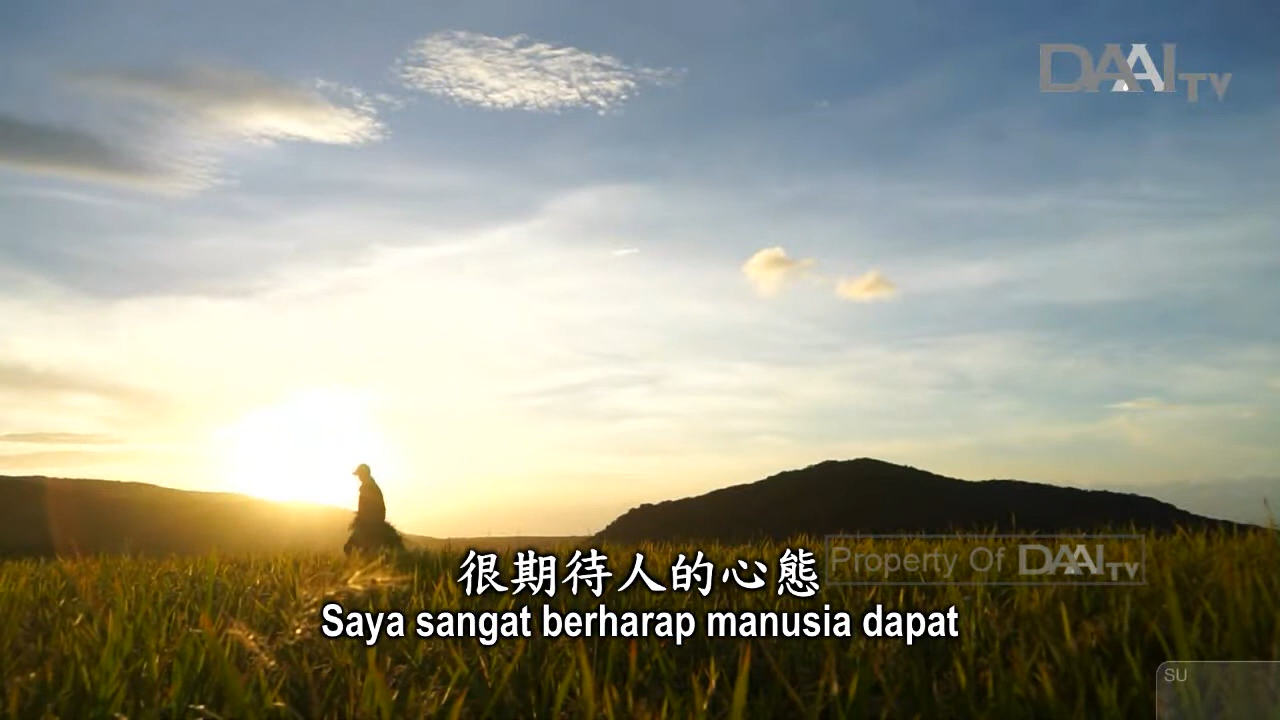 DAAI TV
很期待人的心態
Property Of DAAI TV
Saya sangat berharap manusia dapat
SU